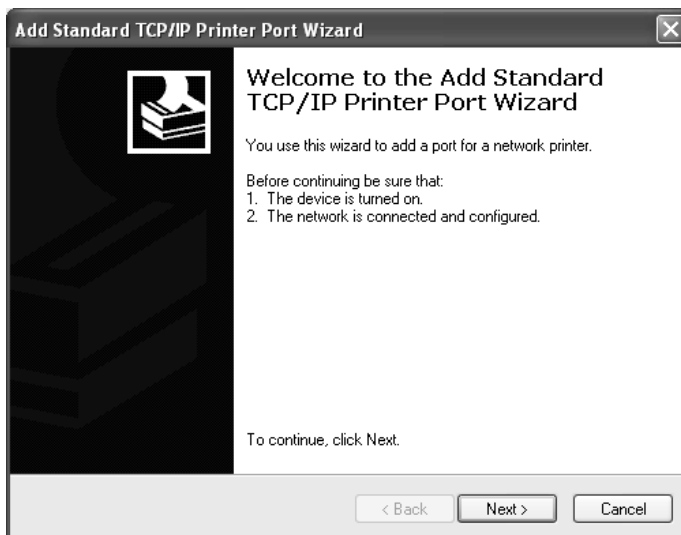 Add Standard TCP/IP Printer Port Wizard
Welcome to the Add Standard
TCP/IP Printer Port Wizard
You use this wizard to add a port for a network printer.
Before continuing be sure that:
1. The device is turned on.
2. The network is connected and configured.
To continue, click Next.
< Back
Next >
Cancel